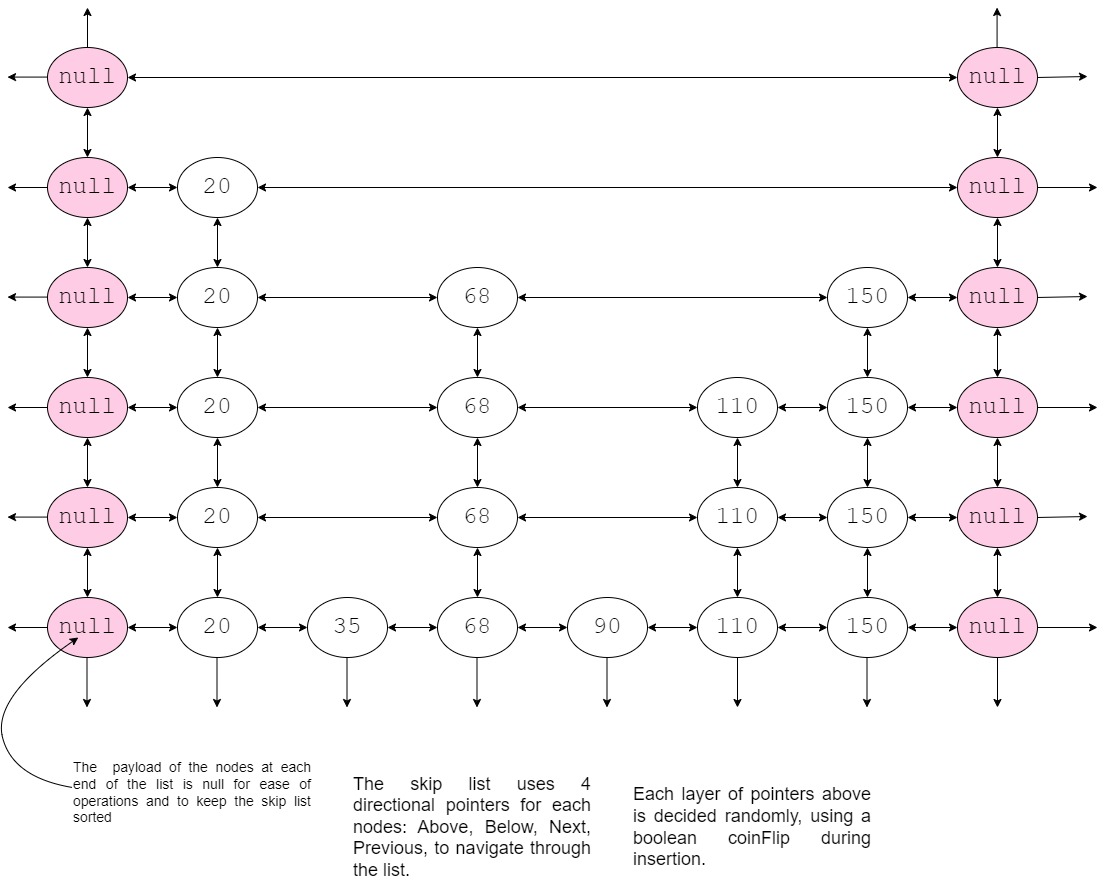 null null
null 20 null
null 20 68 150 null
null 20 68 110 150 null
null 20 68 110 150 null
null 20 35 68 90 110 150 null
The payload of the nodes at each
end of the list is null for ease of
operations and to keep the skip list
sorted
The skip list uses 4
directional pointers for each
nodes: Above, Below, Next,
Previous, to navigate through
the list.
Each layer of pointers above
is decided randomly, using a
boolean coinFlip during
insertion.